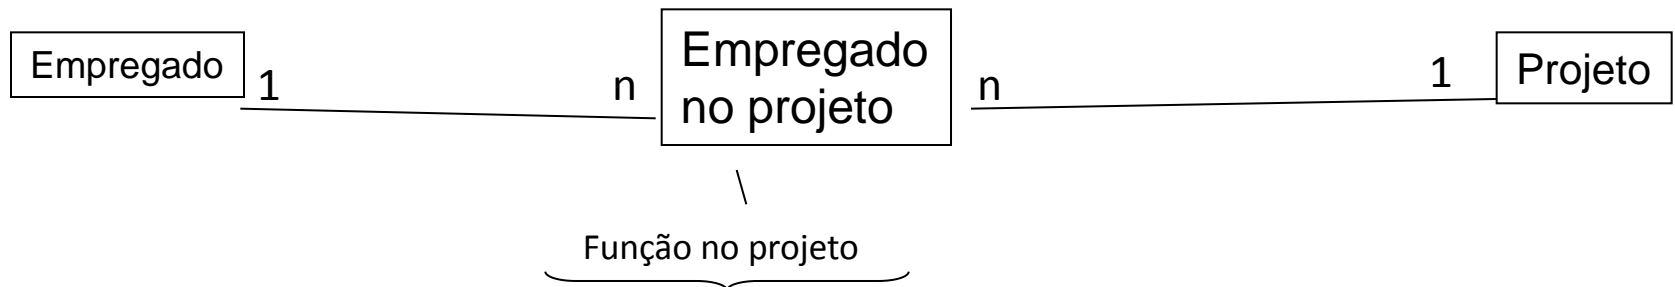 Empregado
1
n
Empregado
no projeto
n
1
Projeto
Função no projeto